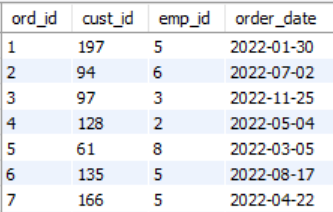 ord_id cust_id emp_id order_date
1 197 5 2022-01-30
2 94 6 2022-07-02
3 97 3 2022-11-25
4 128 2 2022-05-04
5 61 8 2022-03-05
6 135 5 2022-08-17
7 166 5 2022-04-22